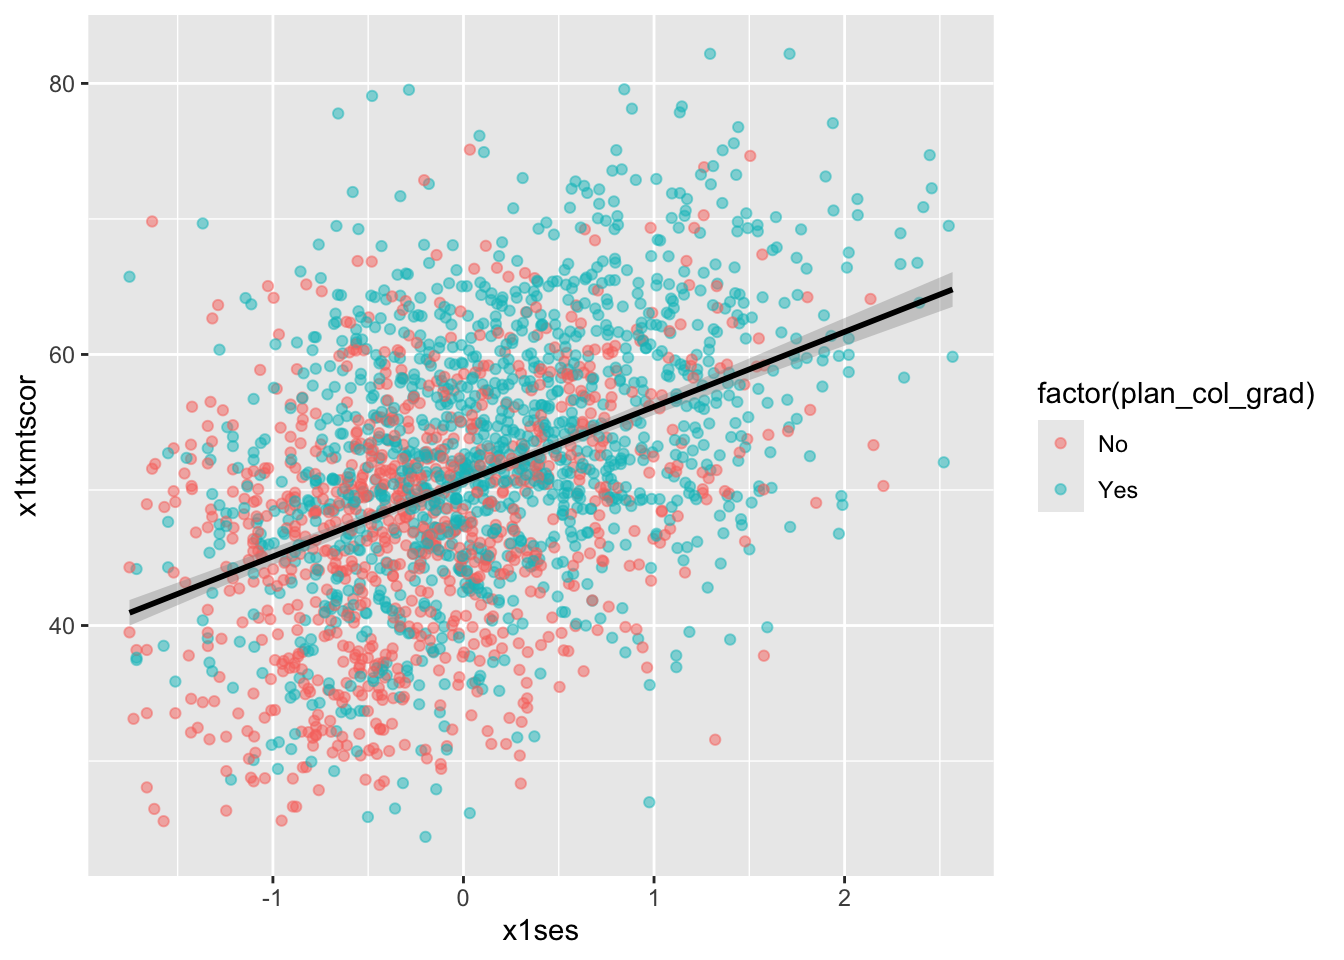 80
60
40
x1txmtscor
-1
0
1
2
x1ses
factor(plan_col_grad)
No
Yes